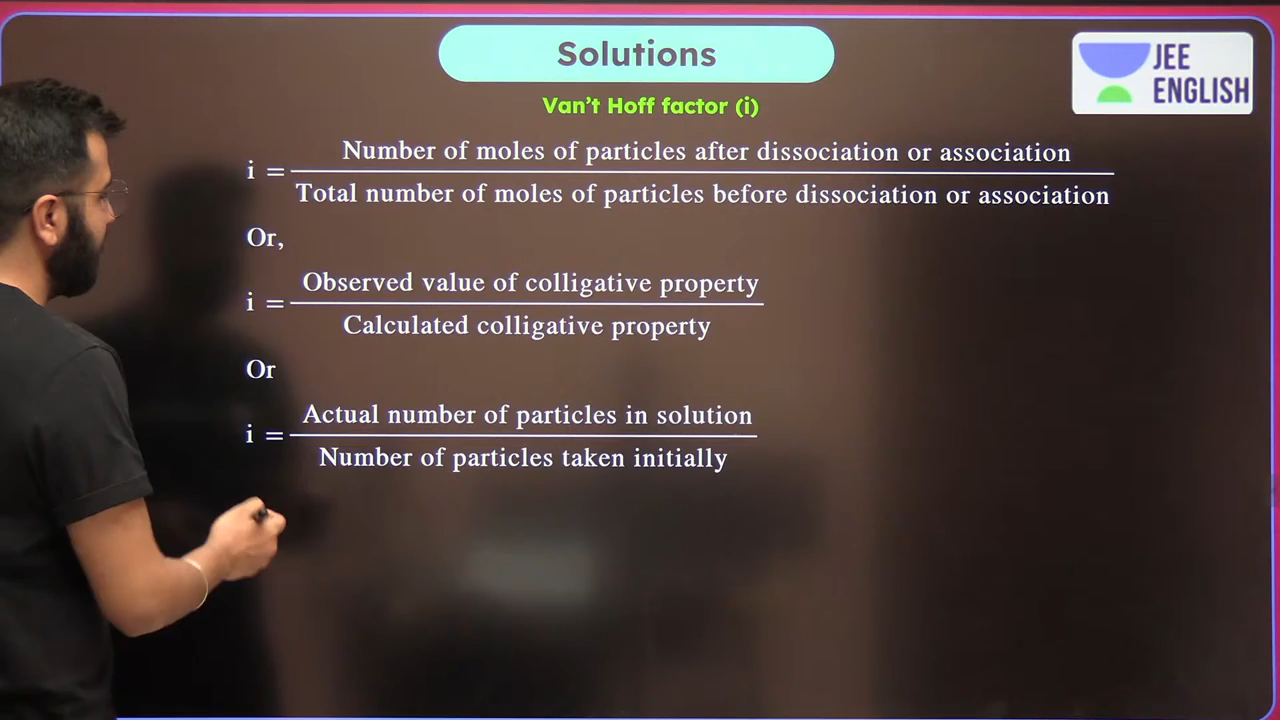 Solutions
JEE
ENGLISH
Van't Hoff factor (i)
i = Number of moles of particles after dissociation or association
Total number of moles of particles before dissociation or association
Or,
i = Observed value of colligative property
Calculated colligative property
Or
i = Actual number of particles in solution
Number of particles taken initially